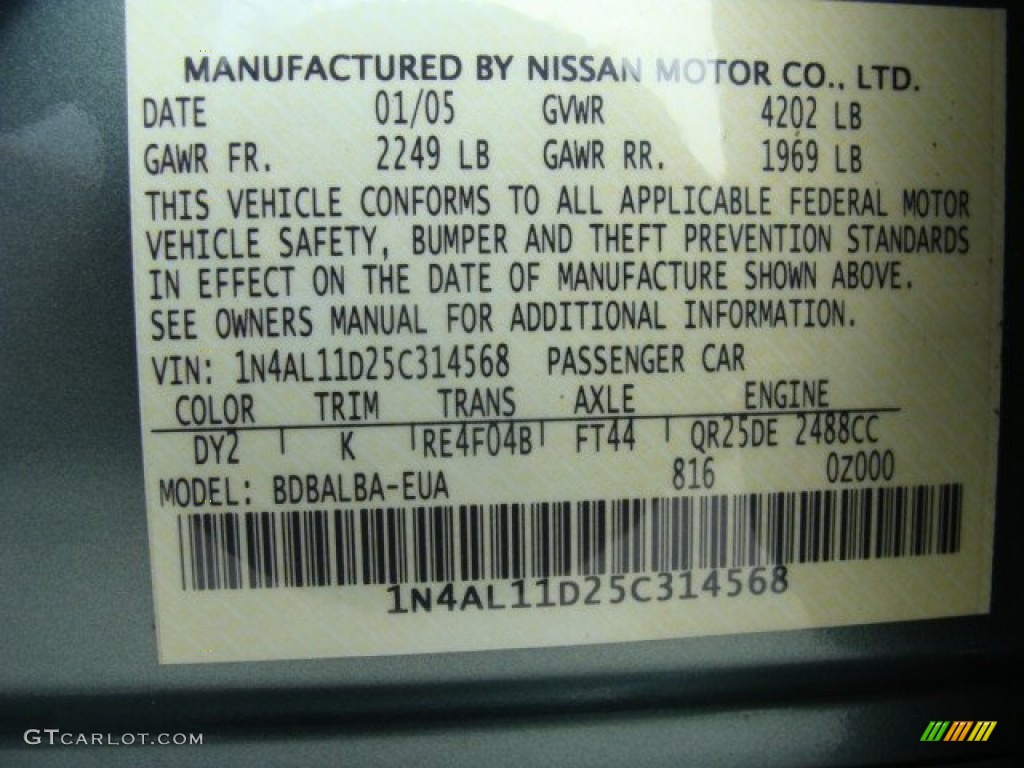 MANUFACTURED BY NISSAN MOTOR CO., LTD.
DATE 01/05 GVWR 4202 LB
GAWR FR. 2249 LB GAWR RR. 1969 LB
THIS VEHICLE CONFORMS TO ALL APPLICABLE FEDERAL MOTOR
VEHICLE SAFETY, BUMPER AND THEFT PREVENTION STANDARDS
IN EFFECT ON THE DATE OF MANUFACTURE SHOWN ABOVE.
SEE OWNERS MANUAL FOR ADDITIONAL INFORMATION.
VIN: 1N4AL11D25C314568 PASSENGER CAR
COLOR TRIM TRANS AXLE ENGINE
DY2 K RE4F04B FT44 QR25DE 2488CC
MODEL: BDBALBA-EUA 816 0Z000
1N4AL11D25C314568
GTCARLOT.COM